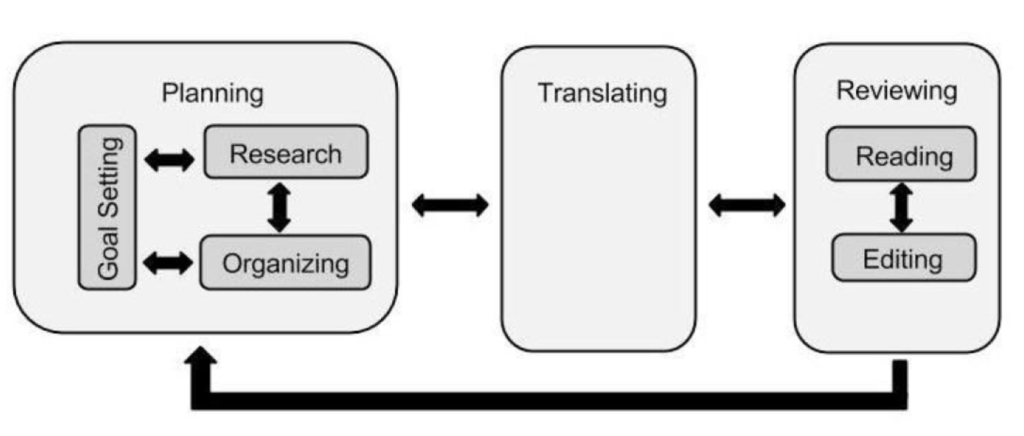 Planning
Goal Setting
Research
Organizing
Translating
Reviewing
Reading
Editing